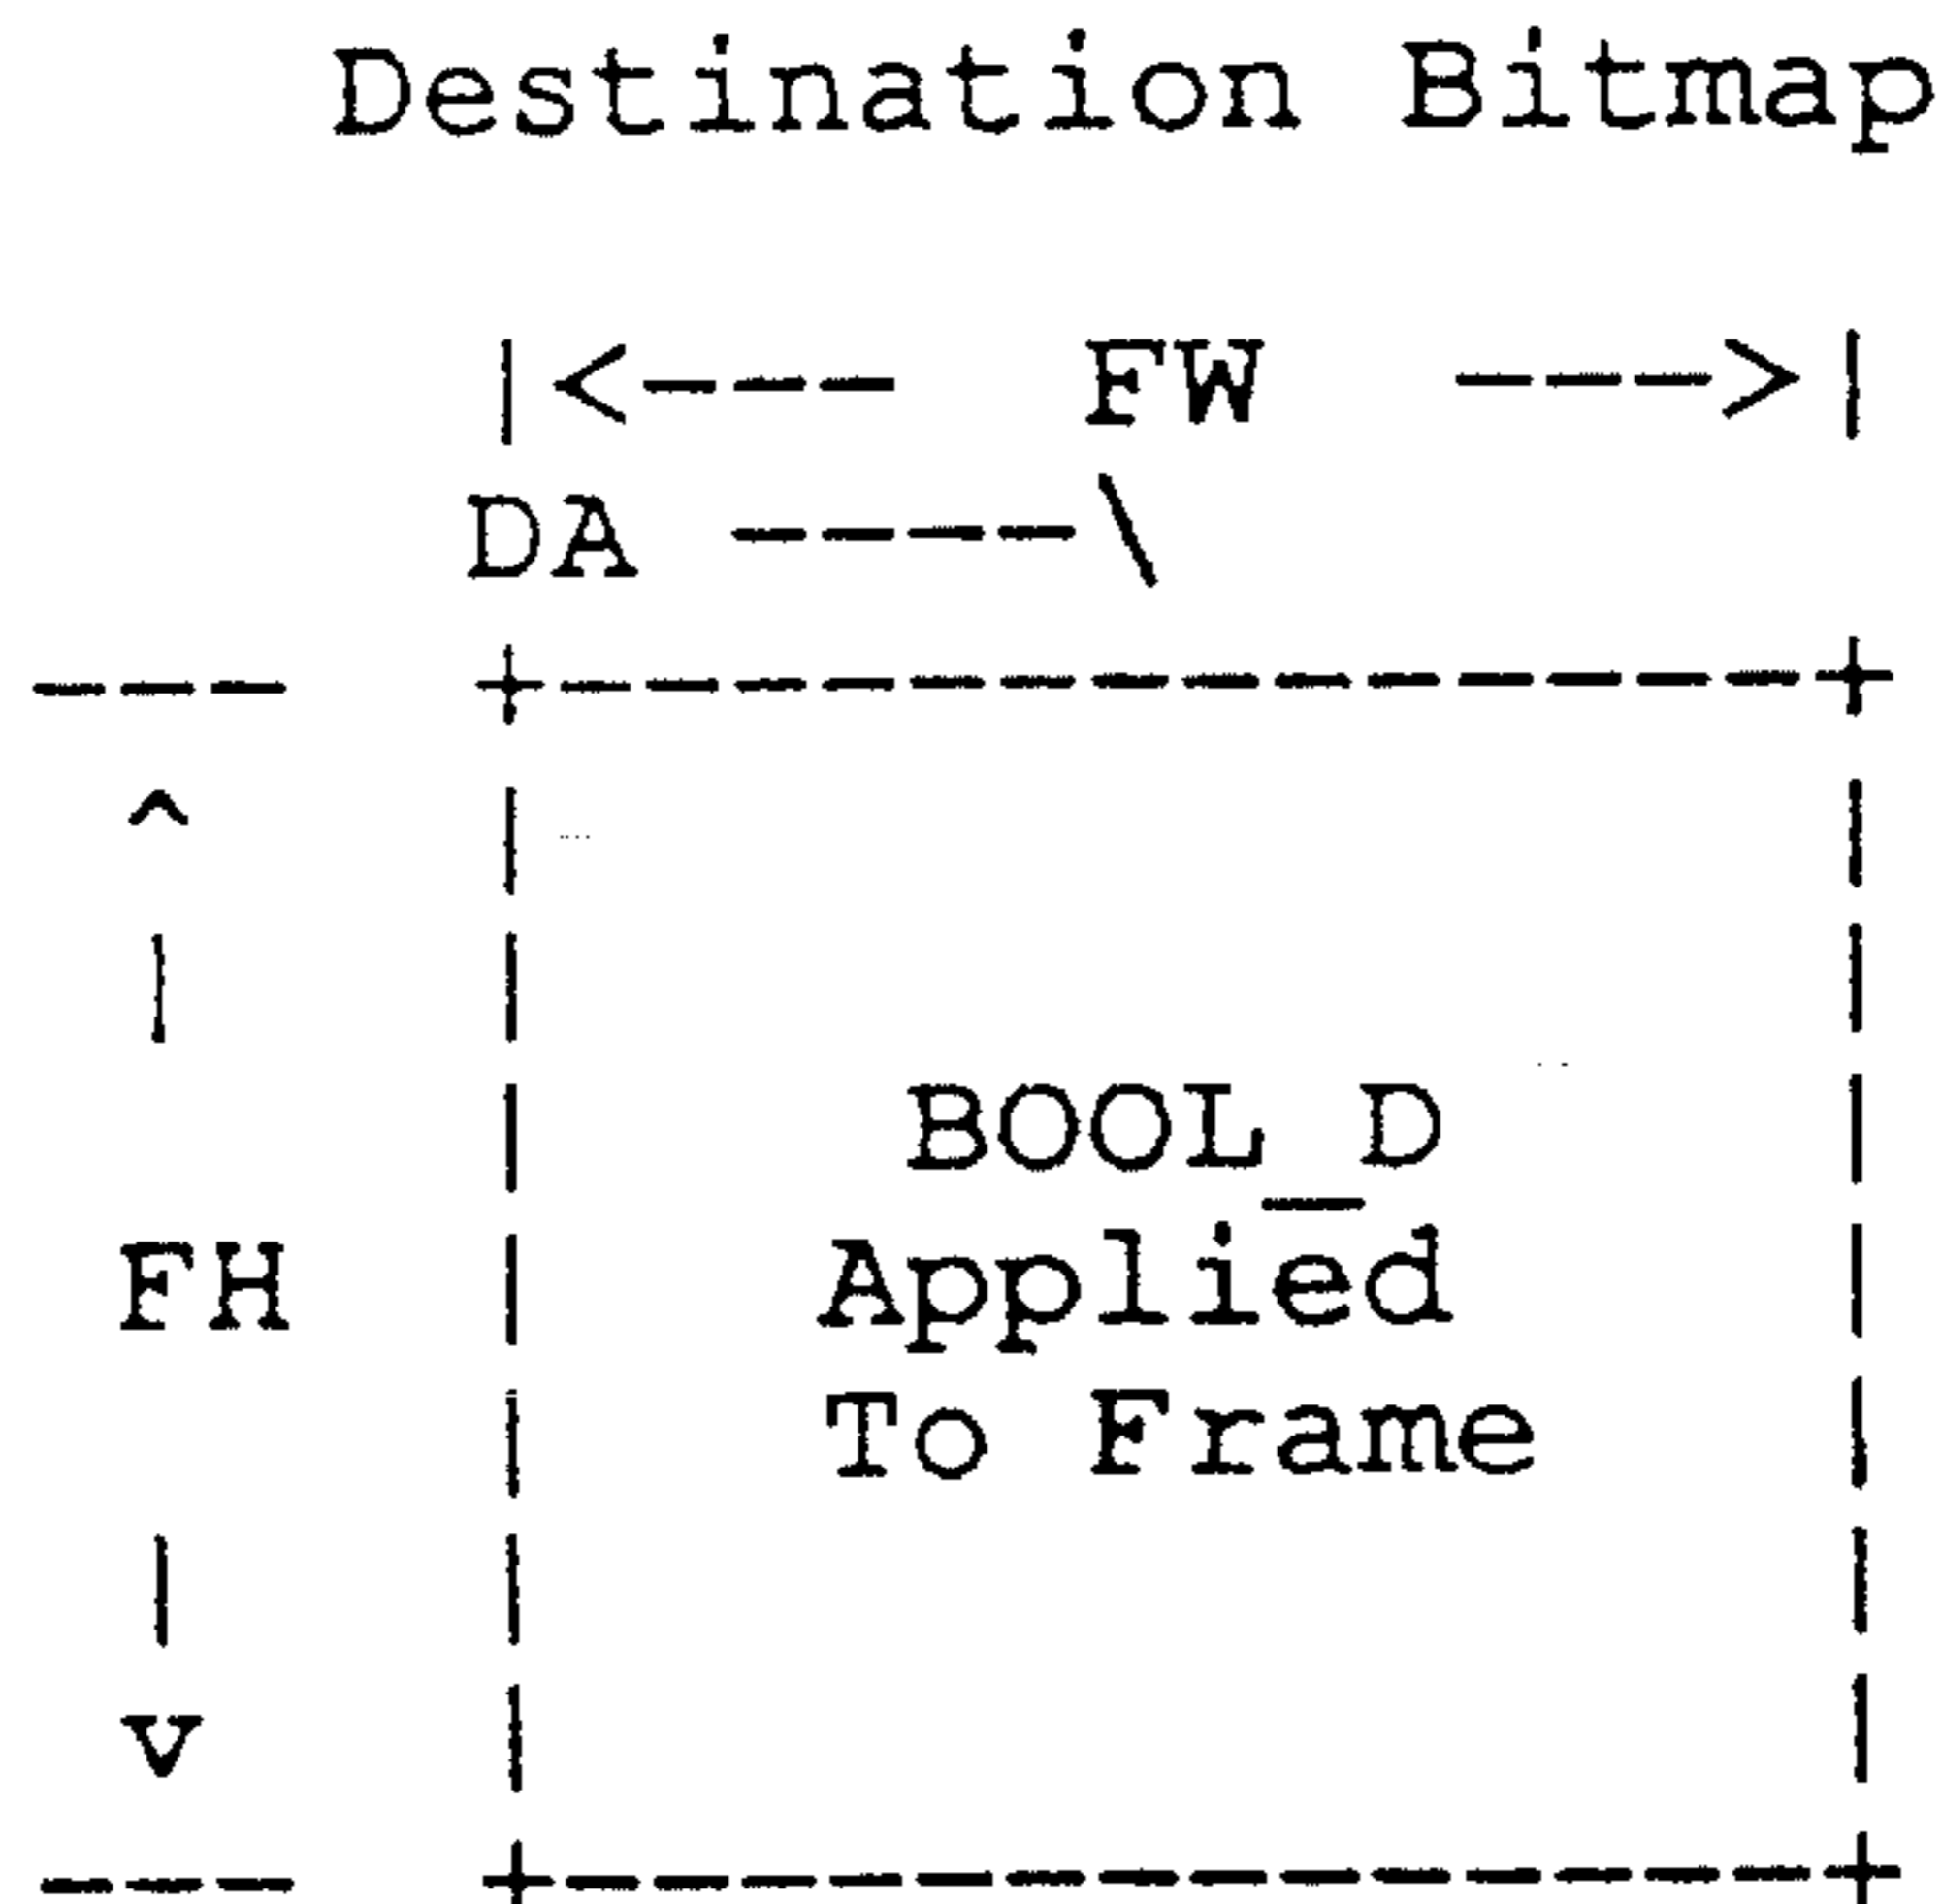 Destination Bitmap
|<--- FW --->|
DA ----\
--- +---------------+
^ | |
| | |
| BOOL_D |
FH | Applied |
| To Frame |
| | |
v | |
--- +---------------+